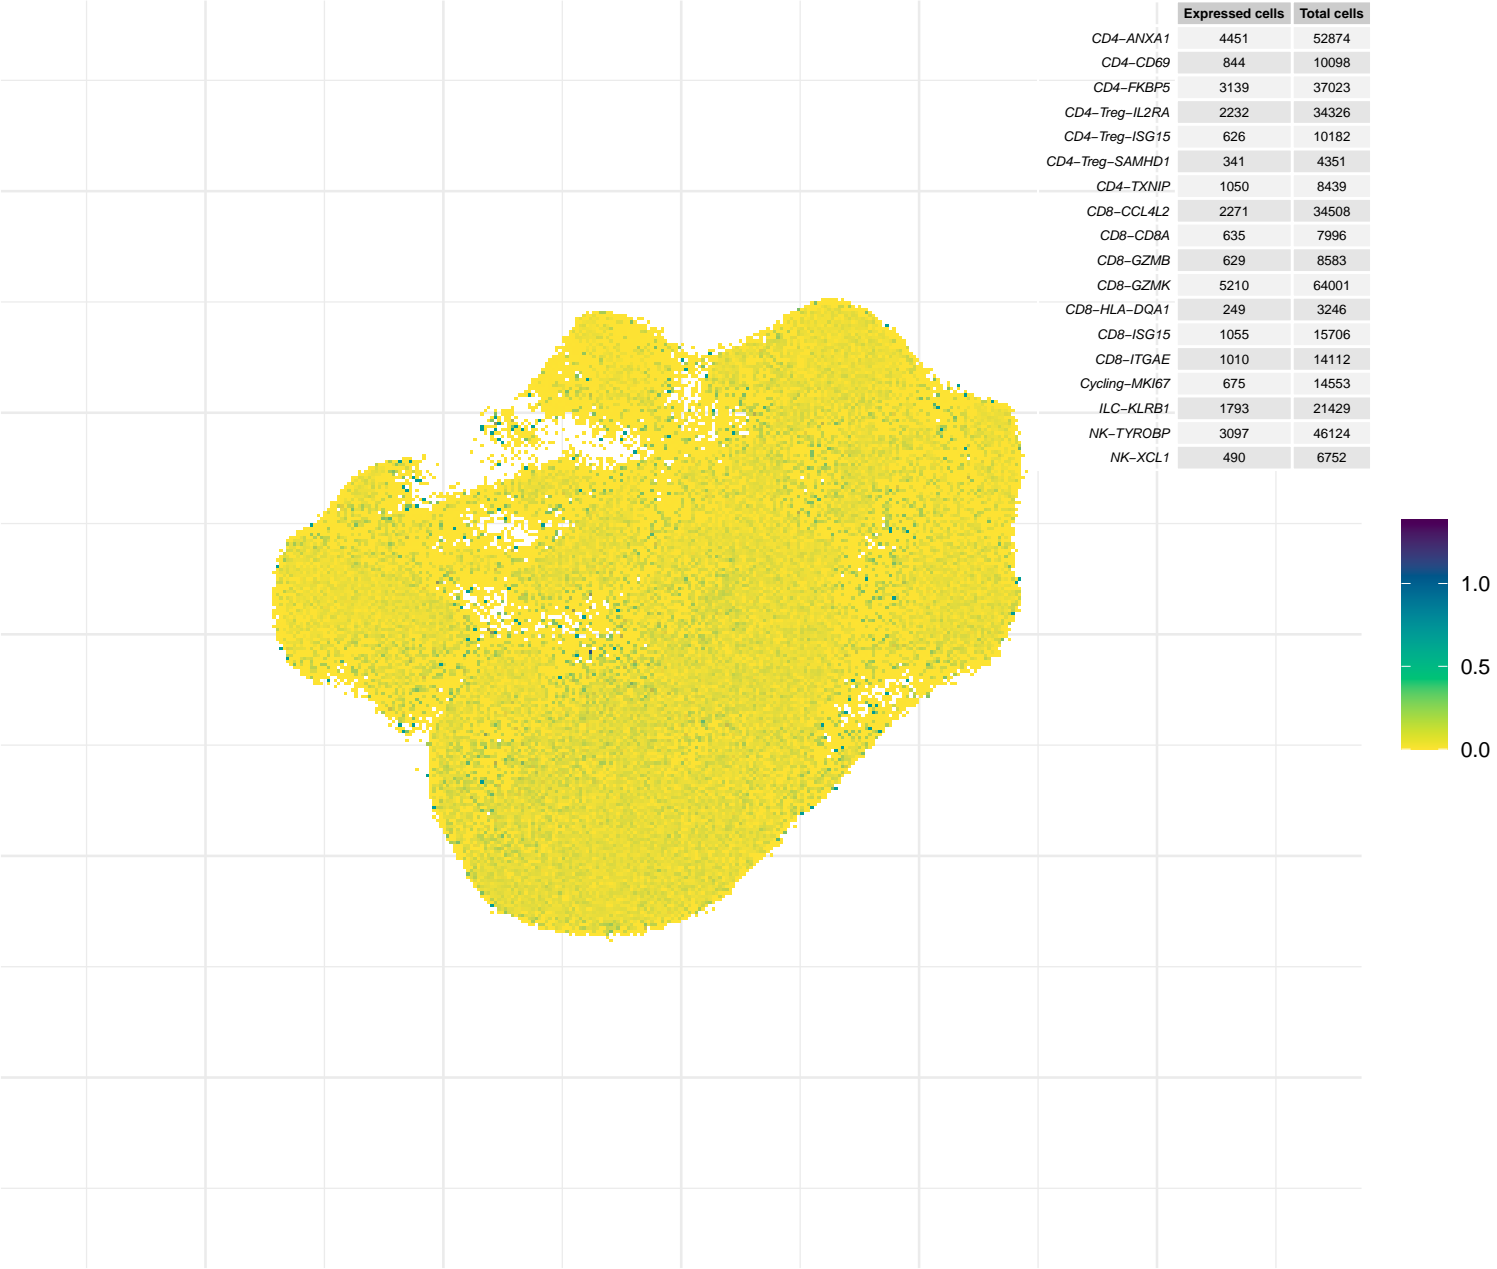 Expressed cells Total cells
CD4−ANXA1 4451 52874
CD4−CD69 844 10098
CD4−FKBP5 3139 37023
CD4−Treg−IL2RA 2232 34326
CD4−Treg−ISG15 626 10182
CD4−Treg−SAMHD1 341 4351
CD4−TXNIP 1050 8439
CD8−CCL4L2 2271 34508
CD8−CD8A 635 7996
CD8−GZMB 629 8583
CD8−GZMK 5210 64001
CD8−HLA−DQA1 249 3246
CD8−ISG15 1055 15706
CD8−ITGAE 1010 14112
Cycling−MKI67 675 14553
ILC−KLRB1 1793 21429
NK−TYROBP 3097 46124
NK−XCL1 490 6752
1.0
0.5
0.0